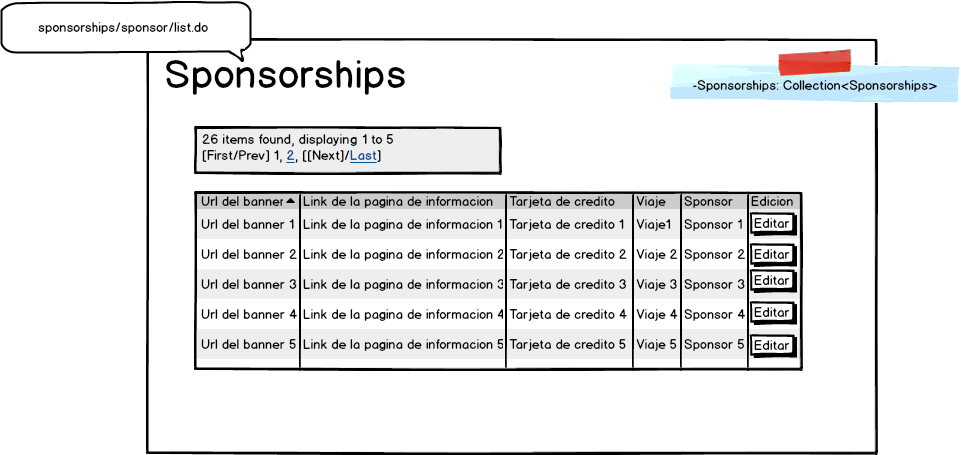 sponsorships/sponsor/list.do
Sponsorships
-Sponsorships: Collection<Sponsorships>
26 items found, displaying 1 to 5
[First/Prev] 1, 2, [[Next]/Last]
Url del banner Link de la pagina de informacion Tarjeta de credito Viaje Sponsor Edicion
Url del banner 1 Link de la pagina de informacion 1 Tarjeta de credito 1 Viaje1 Sponsor 1 Editar
Url del banner 2 Link de la pagina de informacion 2 Tarjeta de credito 2 Viaje 2 Sponsor 2 Editar
Url del banner 3 Link de la pagina de informacion 3 Tarjeta de credito 3 Viaje 3 Sponsor 3 Editar
Url del banner 4 Link de la pagina de informacion 4 Tarjeta de credito 4 Viaje 4 Sponsor 4 Editar
Url del banner 5 Link de la pagina de informacion 5 Tarjeta de credito 5 Viaje 5 Sponsor 5 Editar